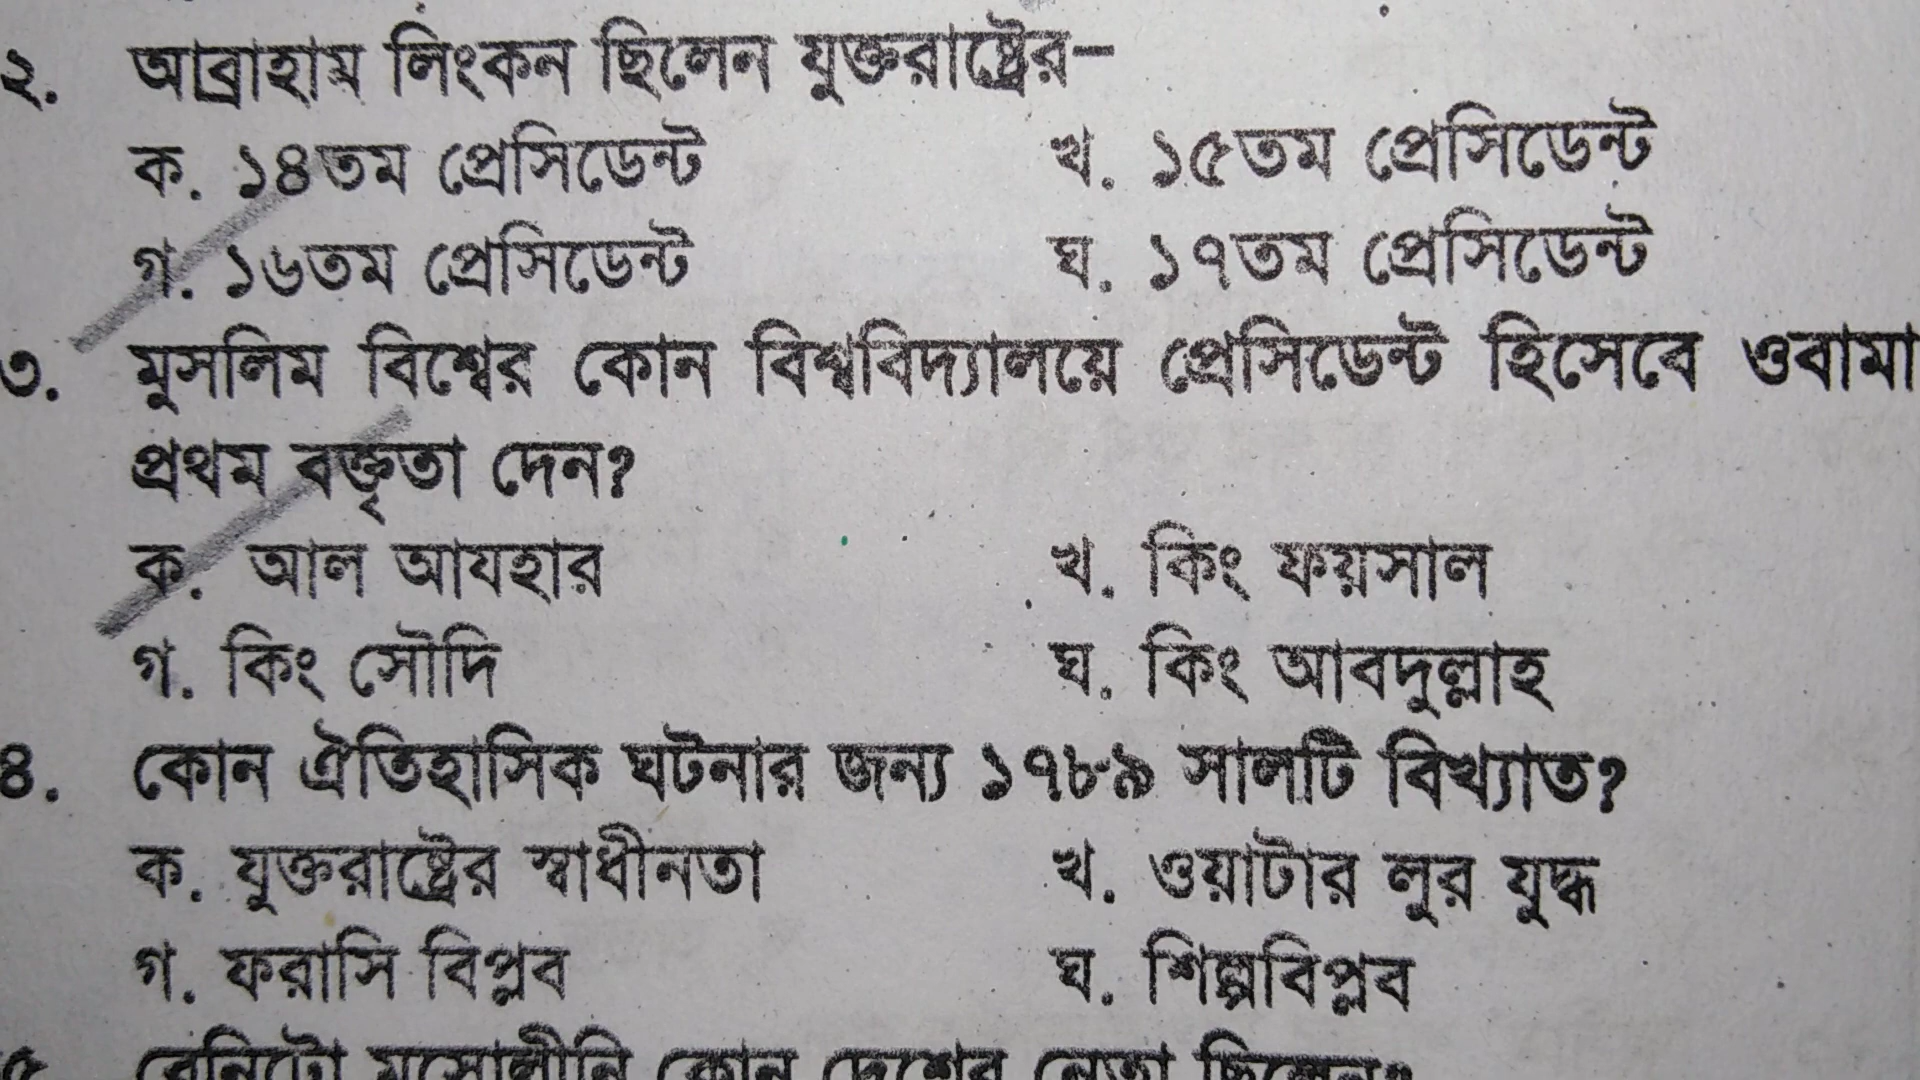 ২. আব্রাহাম লিংকন ছিলেন যুক্তরাষ্ট্রের–
ক. ১৪তম প্রেসিডেন্ট খ. ১৫তম প্রেসিডেন্ট
গ. ১৬তম প্রেসিডেন্ট ঘ. ১৭তম প্রেসিডেন্ট
৩. মুসলিম বিশ্বের কোন বিশ্ববিদ্যালয়ে প্রেসিডেন্ট হিসেবে ওবামা
প্রথম বক্তৃতা দেন?
ক. আল আযহার খ. কিং ফয়সাল
গ. কিং সৌদি ঘ. কিং আবদুল্লাহ
৪. কোন ঐতিহাসিক ঘটনার জন্য ১৭৮৯ সালটি বিখ্যাত?
ক. যুক্তরাষ্ট্রের স্বাধীনতা খ. ওয়াটার লুর যুদ্ধ
গ. ফরাসি বিপ্লব ঘ. শিল্পবিপ্লব
৫ বেনিটো মুসোলীনি কোন দেশের নেতা ছিলেন?